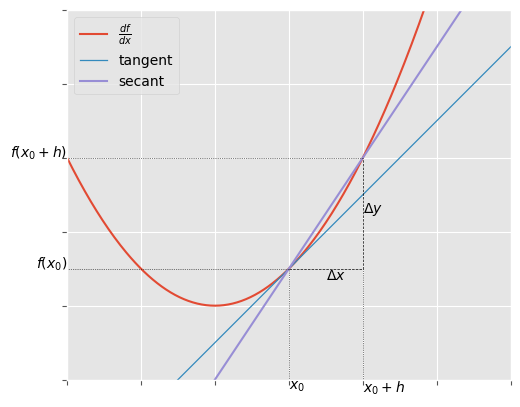 df
dx
tangent
secant
f(x₀ + h)
Δy
f(x₀)
Δx
x₀
x₀ + h